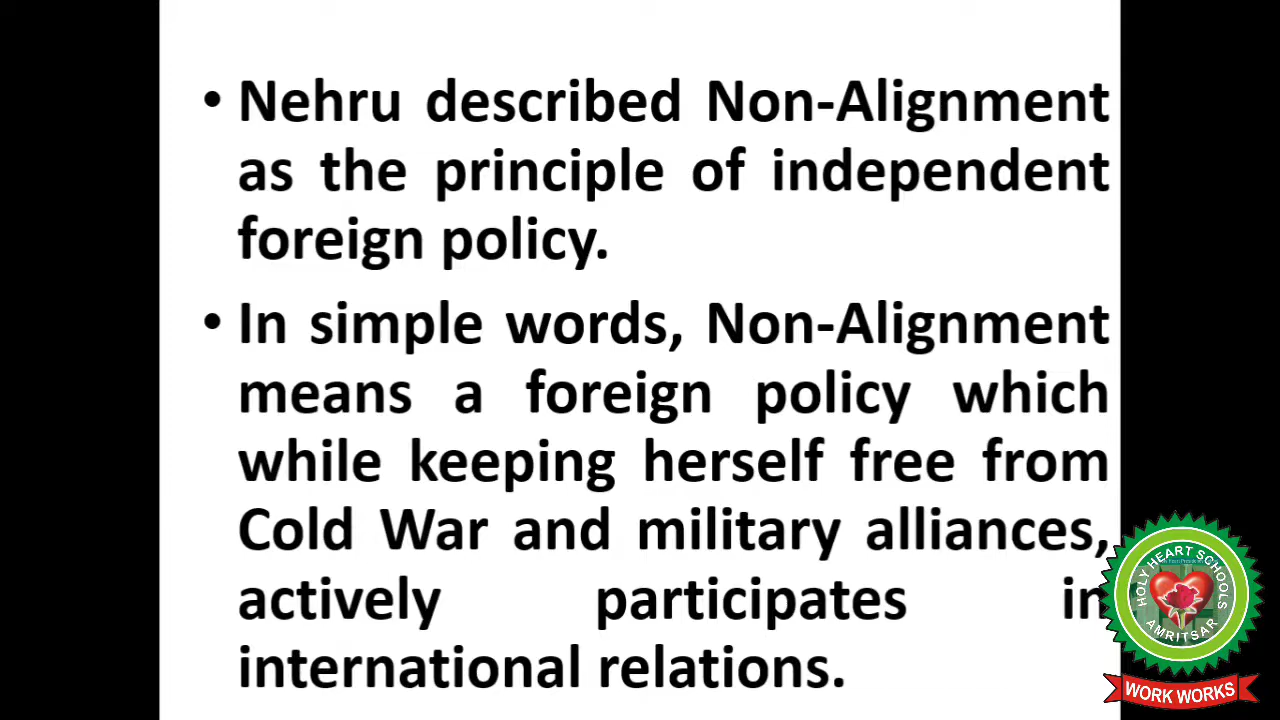 • Nehru described Non-Alignment
as the principle of independent
foreign policy.
• In simple words, Non-Alignment
means a foreign policy which
while keeping herself free from
Cold War and military alliances,
actively participates in
international relations.
HOLY HEART SCHOOLS
AMRITSAR
WORK WORKS